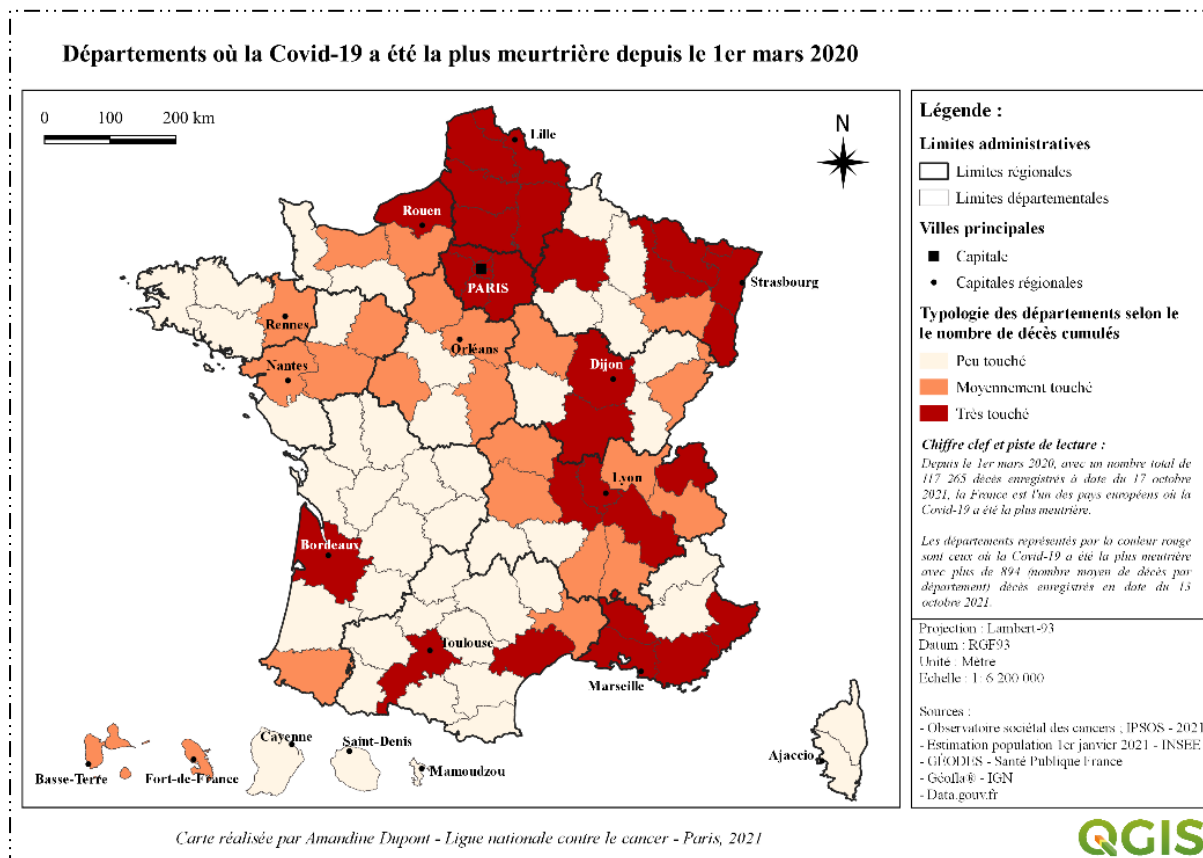 Départements où la Covid-19 a été la plus meurtrière depuis le 1er mars 2020
0 100 200 km
N
Lille
Rouen
PARIS
Strasbourg
Rennes
Orléans
Nantes
Dijon
Lyon
Bordeaux
Toulouse
Marseille
Cayenne
Saint-Denis
Ajaccio
Basse-Terre
Fort-de-France
Mamoudzou
Légende :
Limites administratives
Limites régionales
Limites départementales
Villes principales
Capitale
Capitales régionales
Typologie des départements selon le
le nombre de décès cumulés
Peu touché
Moyennement touché
Très touché
Chiffre clef et piste de lecture :
Depuis le 1er mars 2020, avec un nombre total de
117 265 décès enregistrés à date du 17 octobre
2021, la France est l'un des pays européens où la
Covid-19 a été la plus meurtrière.
Les départements représentés par la couleur rouge
sont ceux où la Covid-19 a été la plus meurtrière
avec plus de 894 (nombre moyen de décès par
département) décès enregistrés en date du 13
octobre 2021.
Projection : Lambert-93
Datum : RGF93
Unité : Mètre
Echelle : 1: 6 200 000
Sources :
- Observatoire sociétal des cancers ; IPSOS - 2021
- Estimation population 1er janvier 2021 - INSEE
- GÉODES - Santé Publique France
- Géofla® - IGN
- Data.gouv.fr
Carte réalisée par Amandine Dupont - Ligue nationale contre le cancer - Paris, 2021
QGIS